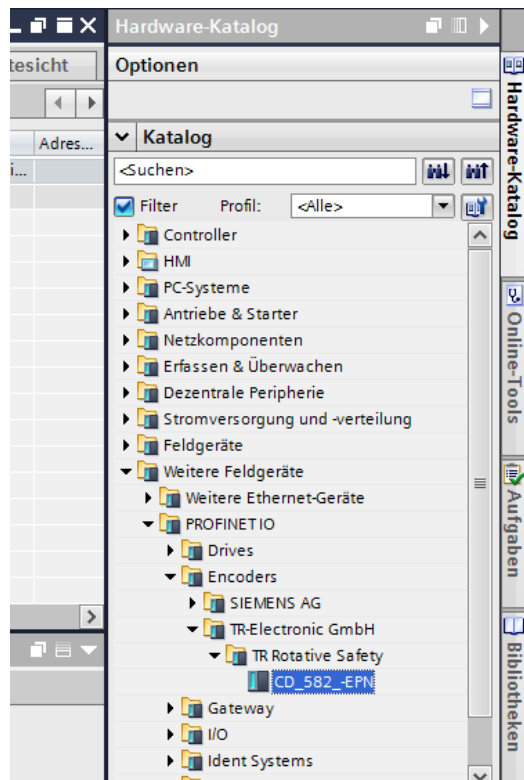 Hardware-Katalog
tesicht
Optionen
Adres...
i...
Katalog
<Suchen>
Filter Profil: <Alle>
Controller
HMI
PC-Systeme
Antriebe & Starter
Netzkomponenten
Erfassen & Überwachen
Dezentrale Peripherie
Stromversorgung und -verteilung
Feldgeräte
Weitere Feldgeräte
Weitere Ethernet-Geräte
PROFINET IO
Drives
Encoders
SIEMENS AG
TR-Electronic GmbH
TR Rotative Safety
CD_582_-EPN
Gateway
I/O
Ident Systems
Hardware-Katalog
Online-Tools
Aufgaben
Bibliotheken